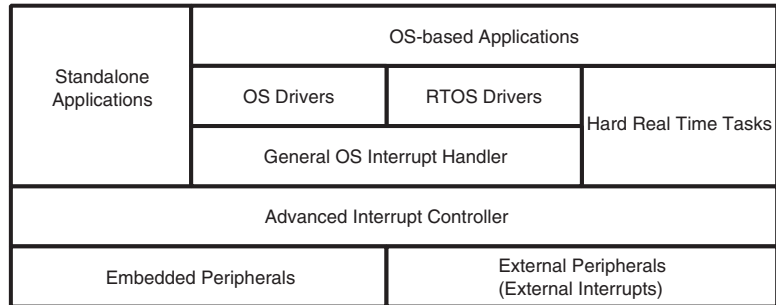 OS-based Applications
Standalone
Applications
OS Drivers
RTOS Drivers
Hard Real Time Tasks
General OS Interrupt Handler
Advanced Interrupt Controller
Embedded Peripherals
External Peripherals
(External Interrupts)